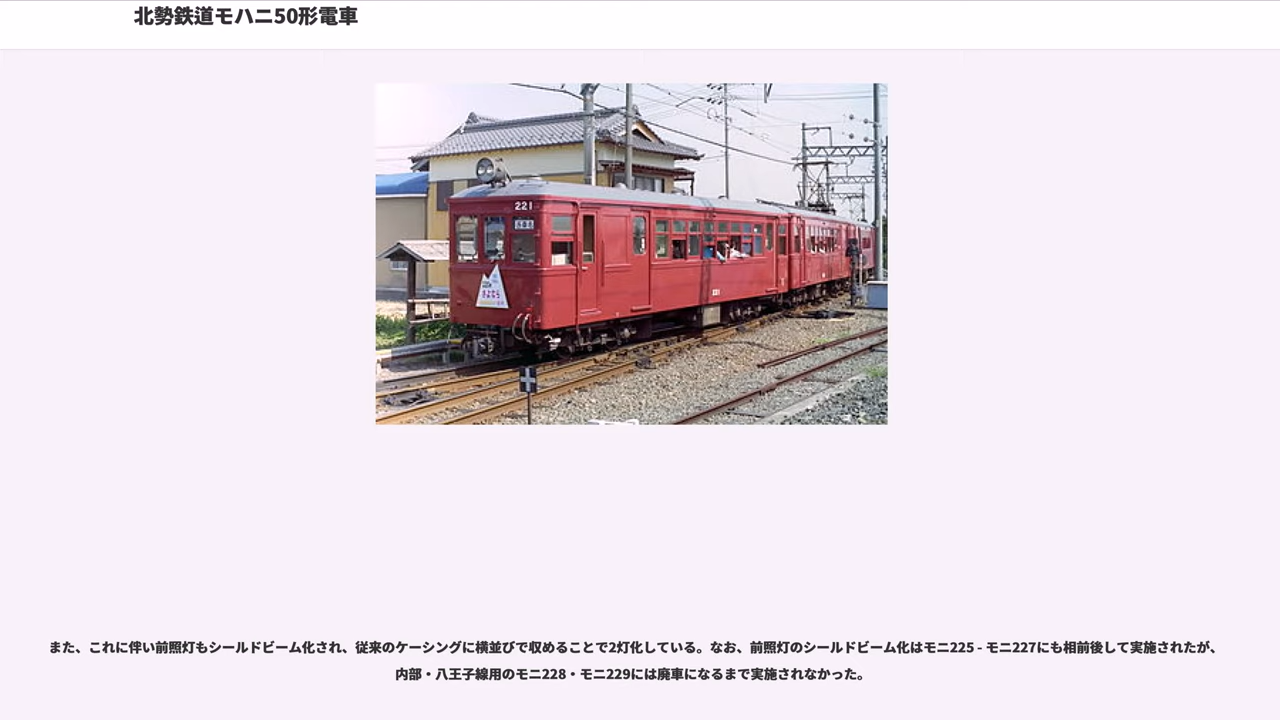 北勢鉄道モハニ50形電車
221
さよなら
また、これに伴い前照灯もシールドビーム化され、従来のケーシングに横並びで収めることで2灯化している。なお、前照灯のシールドビーム化はモニ225 - モニ227にも相前後して実施されたが、
内部・八王子線用のモニ228・モニ229には廃車になるまで実施されなかった。